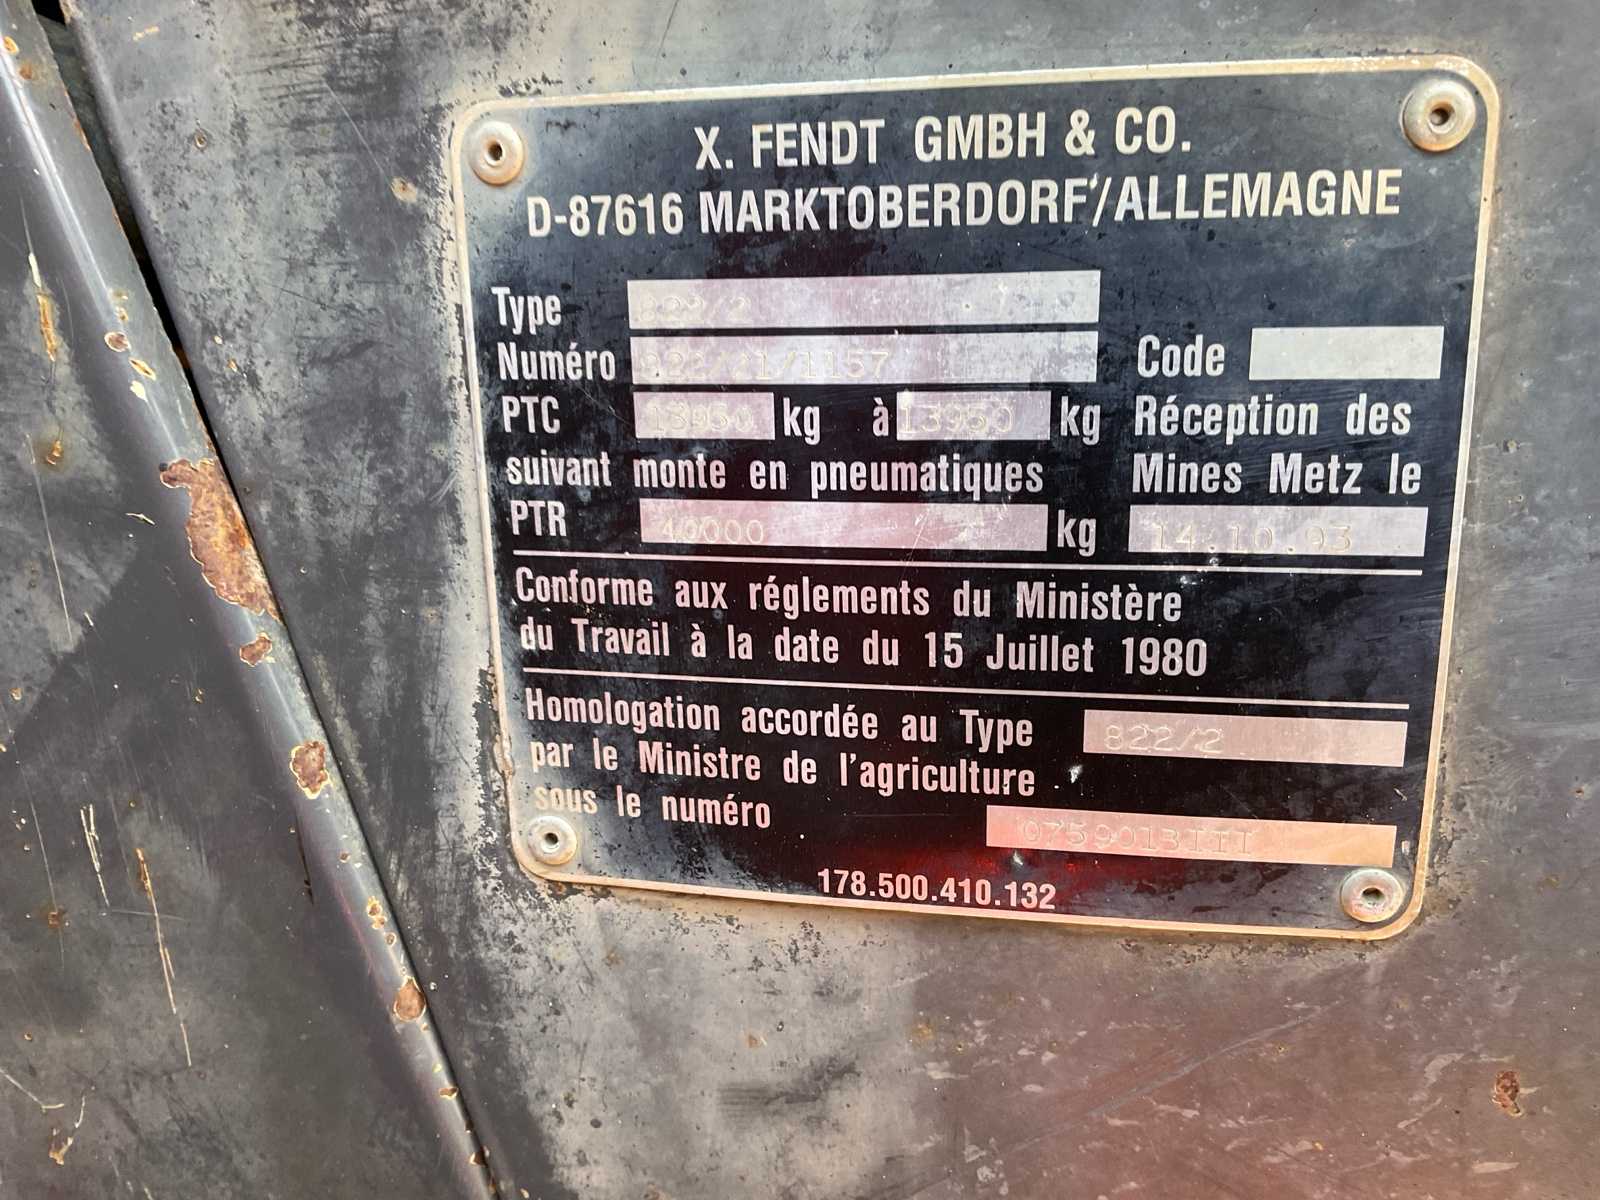 X. FENDT GMBH & CO.
D-87616 MARKTOBERDORF/ALLEMAGNE
Type 822/2
Numéro 822/21/1157 Code
PTC 13950 kg à 13950 kg Réception des
suivant monte en pneumatiques Mines Metz le
PTR 40000 kg 14.10.93
Conforme aux réglements du Ministère
du Travail à la date du 15 Juillet 1980
Homologation accordée au Type 822/2
par le Ministre de l'agriculture
sous le numéro 0759013III
178.500.410.132